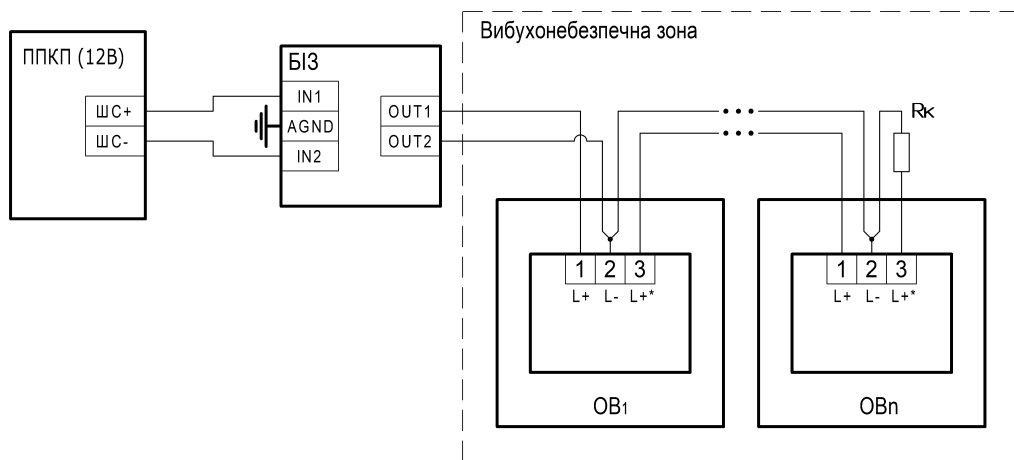 Вибухонебезпечна зона
ППКП (12В)
ШС+
ШС-
БІЗ
IN1
AGND
IN2
OUT1
OUT2
Rк
1 2 3
L+ L- L+*
ОВ1
1 2 3
L+ L- L+*
ОВn